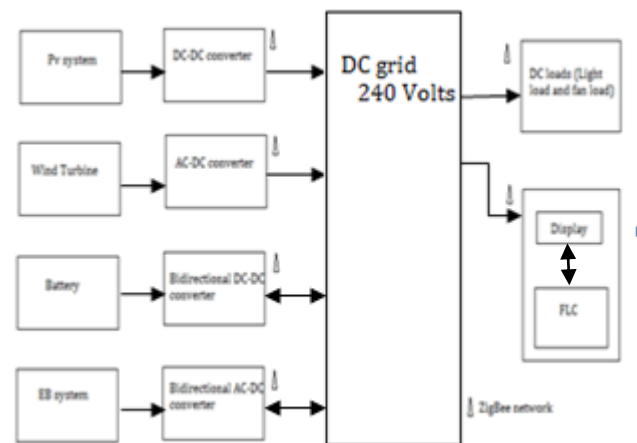 Pv system
DC-DC converter
DC grid
240 Volts
DC loads (Light
load and fan load)
Wind Turbine
AC-DC converter
Display
FLC
Battery
Bidirectional DC-DC
converter
EB system
Bidirectional AC-DC
converter
ZigBee network